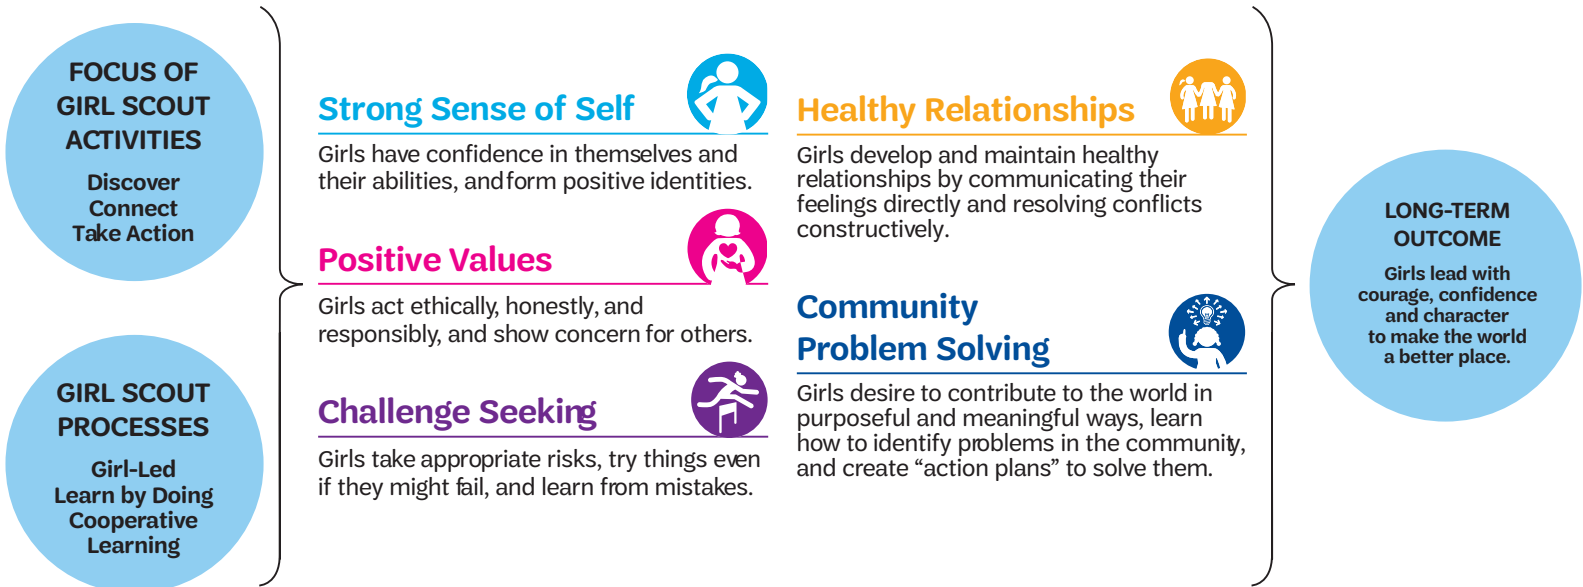 FOCUS OF
GIRL SCOUT
ACTIVITIES
Discover
Connect
Take Action
GIRL SCOUT
PROCESSES
Girl-Led
Learn by Doing
Cooperative
Learning
Strong Sense of Self
Girls have confidence in themselves and
their abilities, and form positive identities.
Positive Values
Girls act ethically, honestly, and
responsibly, and show concern for others.
Challenge Seeking
Girls take appropriate risks, try things even
if they might fail, and learn from mistakes.
Healthy Relationships
Girls develop and maintain healthy
relationships by communicating their
feelings directly and resolving conflicts
constructively.
Community
Problem Solving
Girls desire to contribute to the world in
purposeful and meaningful ways, learn
how to identify problems in the community,
and create “action plans” to solve them.
LONG-TERM
OUTCOME
Girls lead with
courage, confidence
and character
to make the world
a better place.